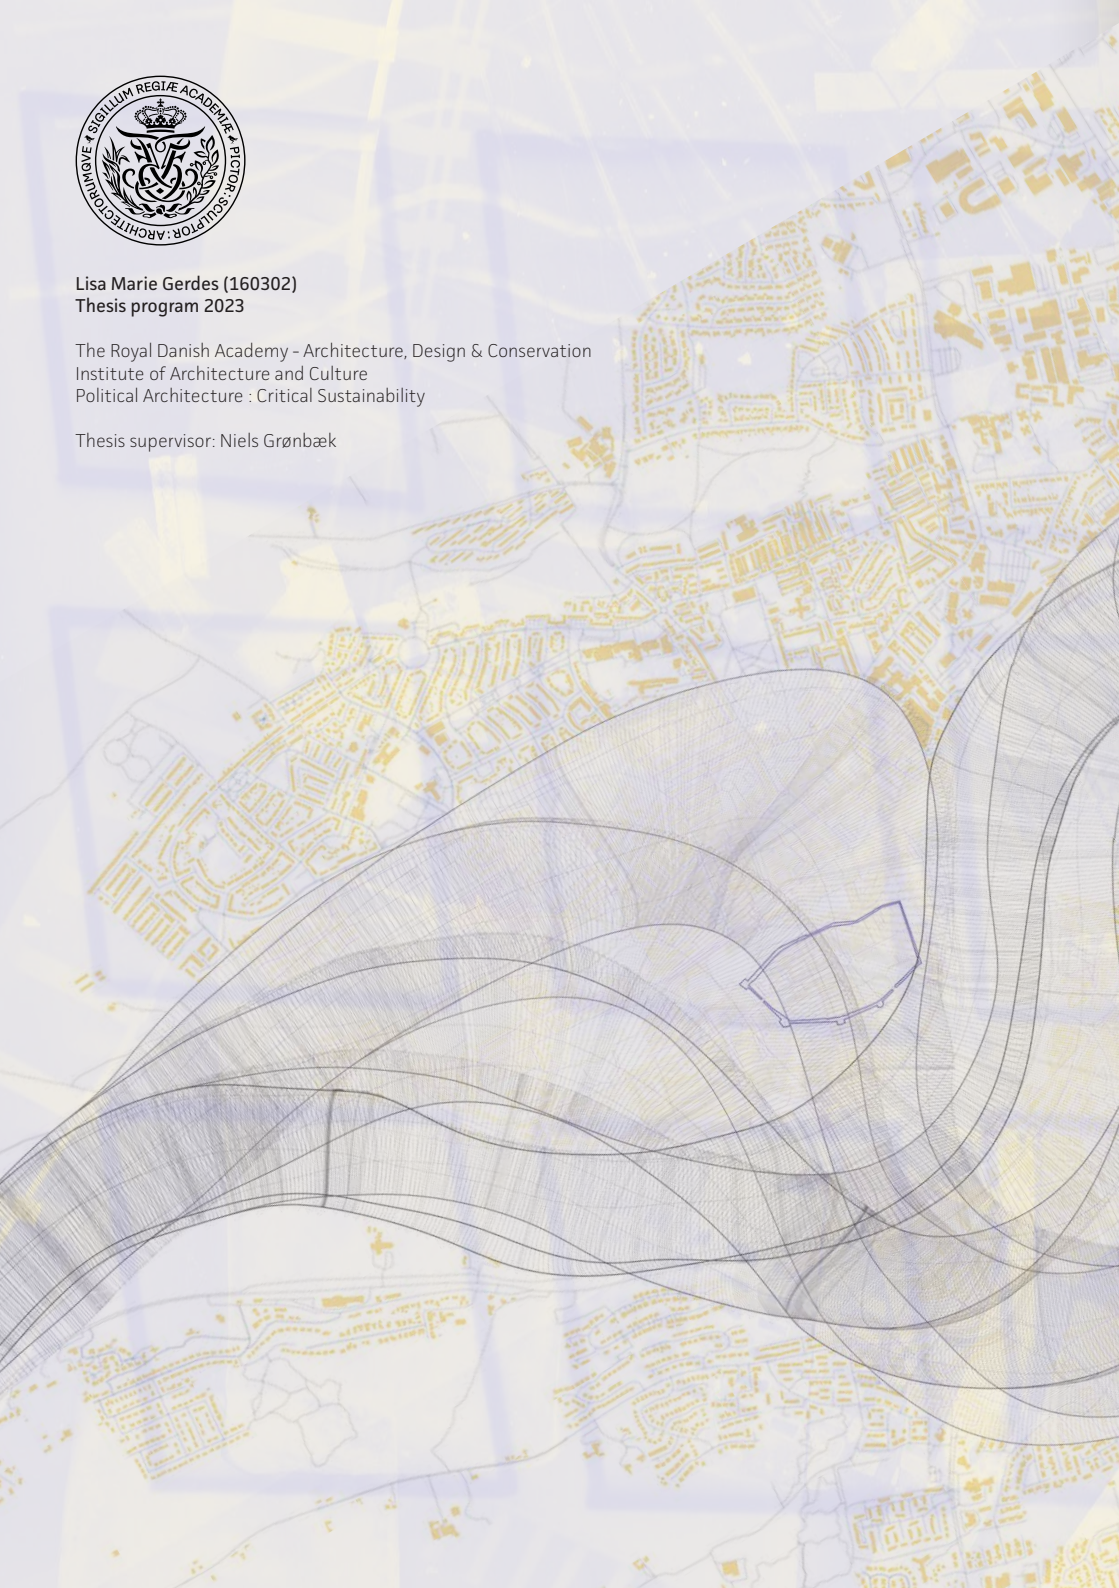 SIGILLUM REGIÆ ACADEMIÆ PICTOR: SCULPTOR: ARCHITECTORUMQVE
Lisa Marie Gerdes (160302)
Thesis program 2023
The Royal Danish Academy - Architecture, Design & Conservation
Institute of Architecture and Culture
Political Architecture : Critical Sustainability
Thesis supervisor: Niels Grønbæk